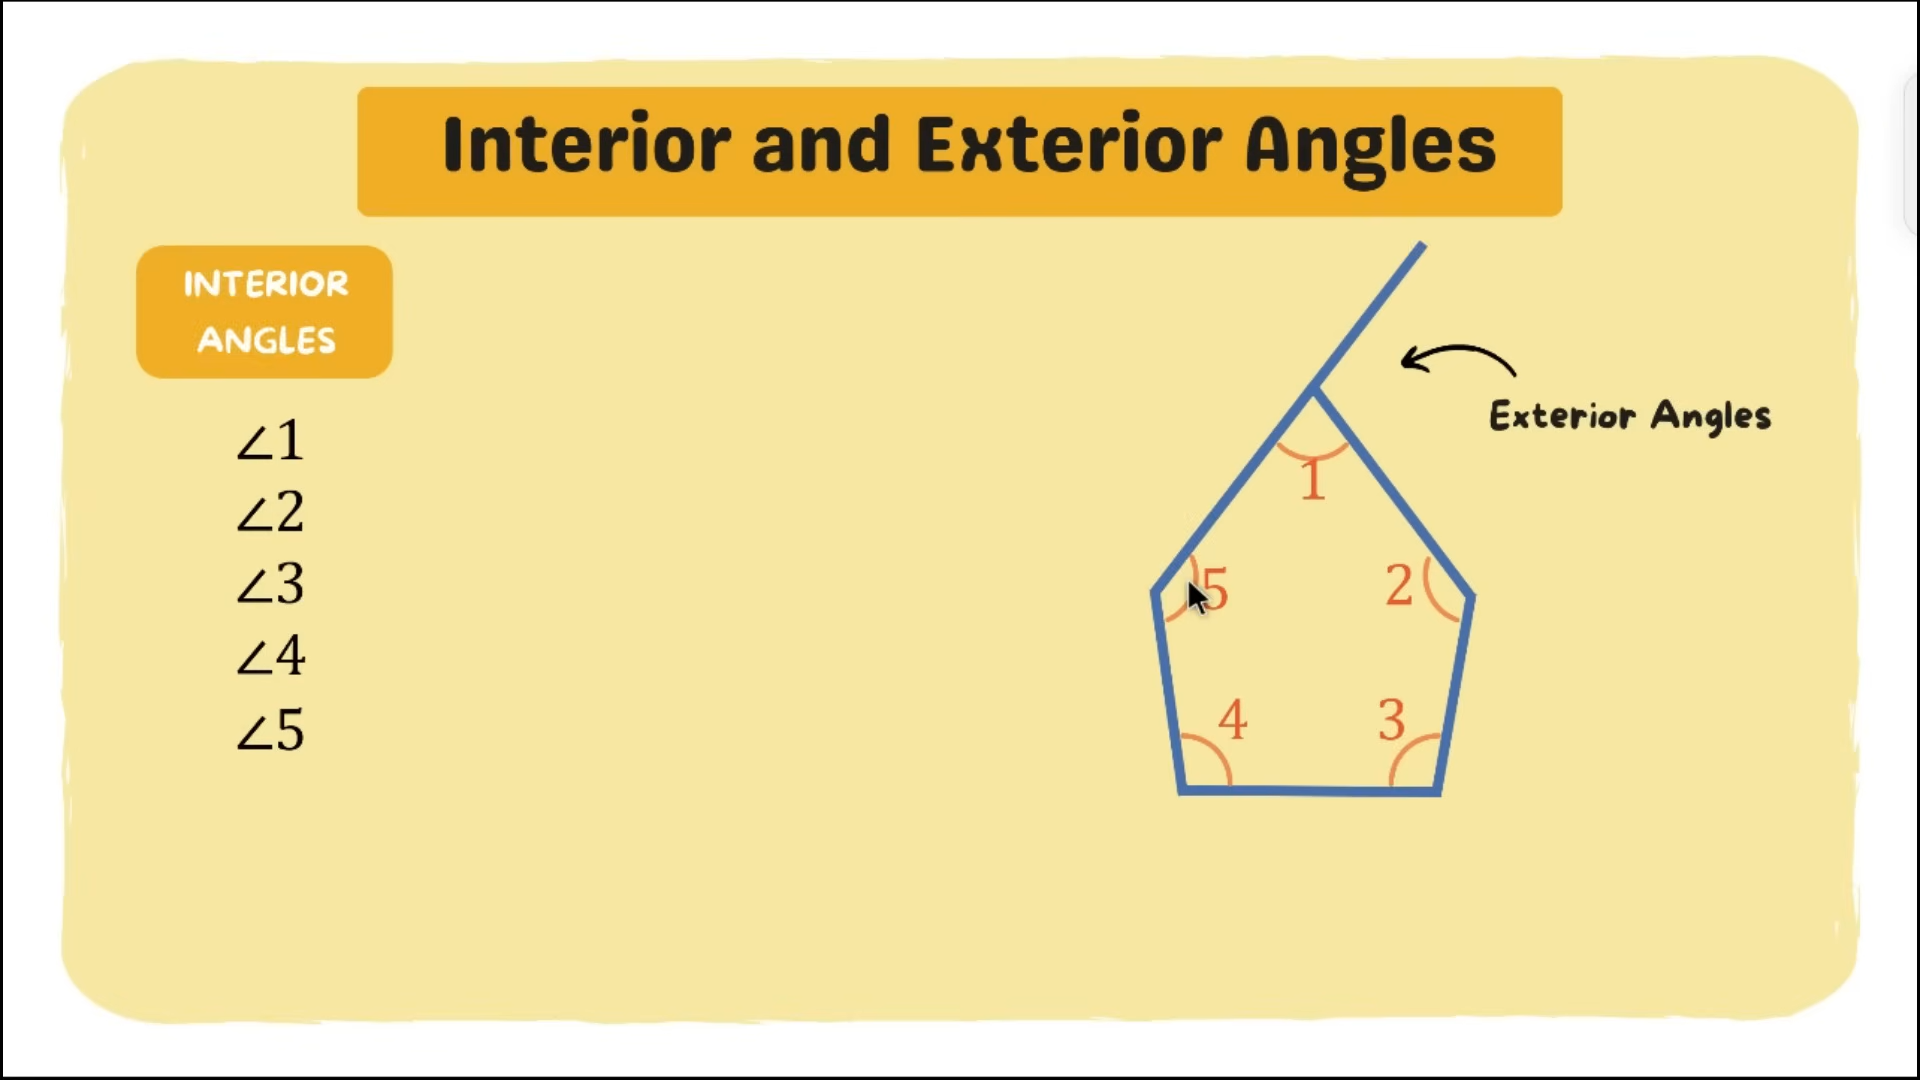 Interior and Exterior Angles
INTERIOR
ANGLES
∠1
∠2
∠3
∠4
∠5
Exterior Angles
1
5
2
4
3